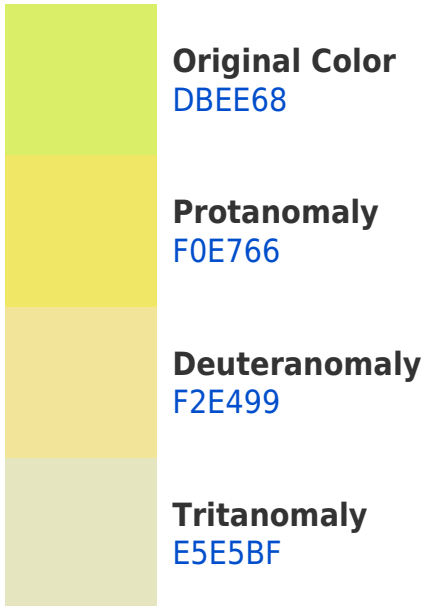 Original Color
DBEE68
Protanomaly
F0E766
Deuteranomaly
F2E499
Tritanomaly
E5E5BF